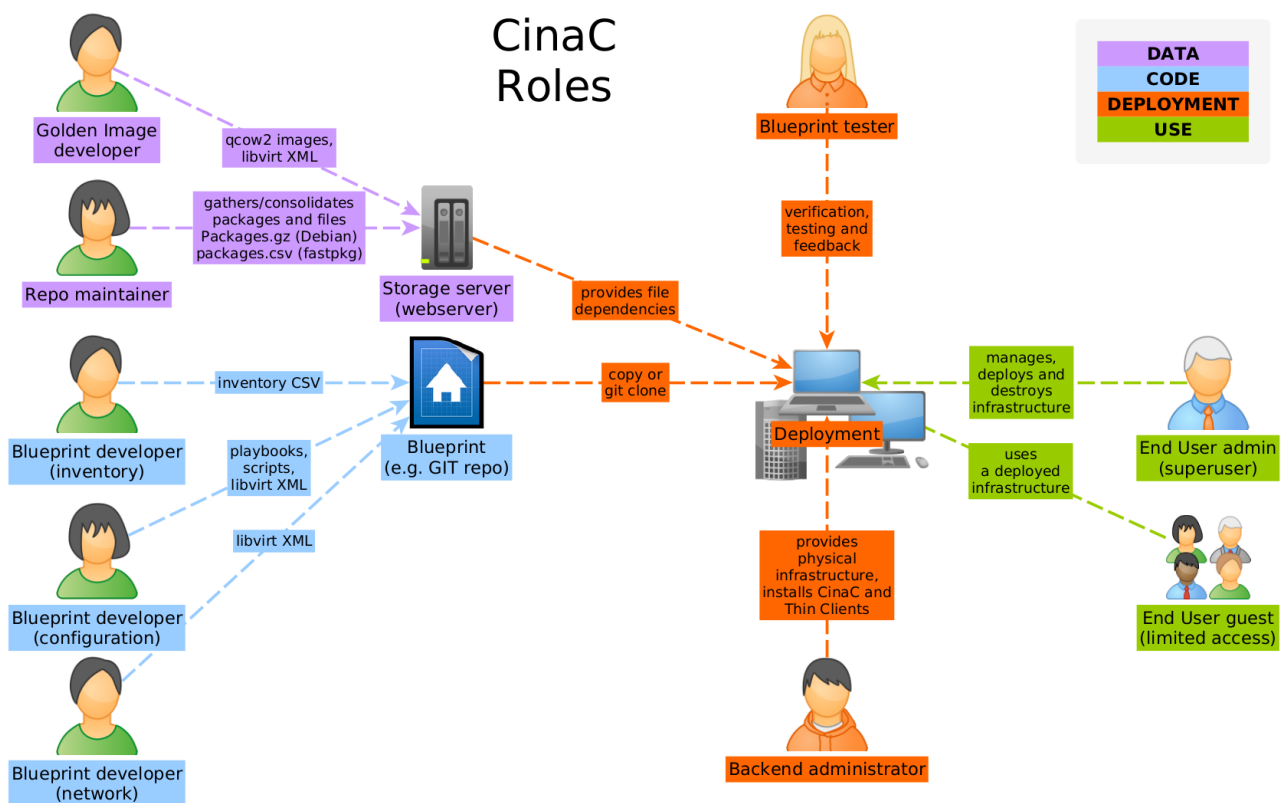 CinaC
Roles
DATA
CODE
DEPLOYMENT
USE
Golden Image
developer
qcow2 images,
libvirt XML
Blueprint tester
Repo maintainer
gathers/consolidates
packages and files
Packages.gz (Debian)
packages.csv (fastpkg)
Storage server
(webserver)
provides file
dependencies
verification,
testing and
feedback
Blueprint developer
(inventory)
inventory CSV
Blueprint
(e.g. GIT repo)
copy or
git clone
Deployment
manages,
deploys and
destroys
infrastructure
End User admin
(superuser)
playbooks,
scripts,
libvirt XML
uses
a deployed
infrastructure
Blueprint developer
(configuration)
libvirt XML
provides
physical
infrastructure,
installs CinaC and
Thin Clients
End User guest
(limited access)
Blueprint developer
(network)
Backend administrator